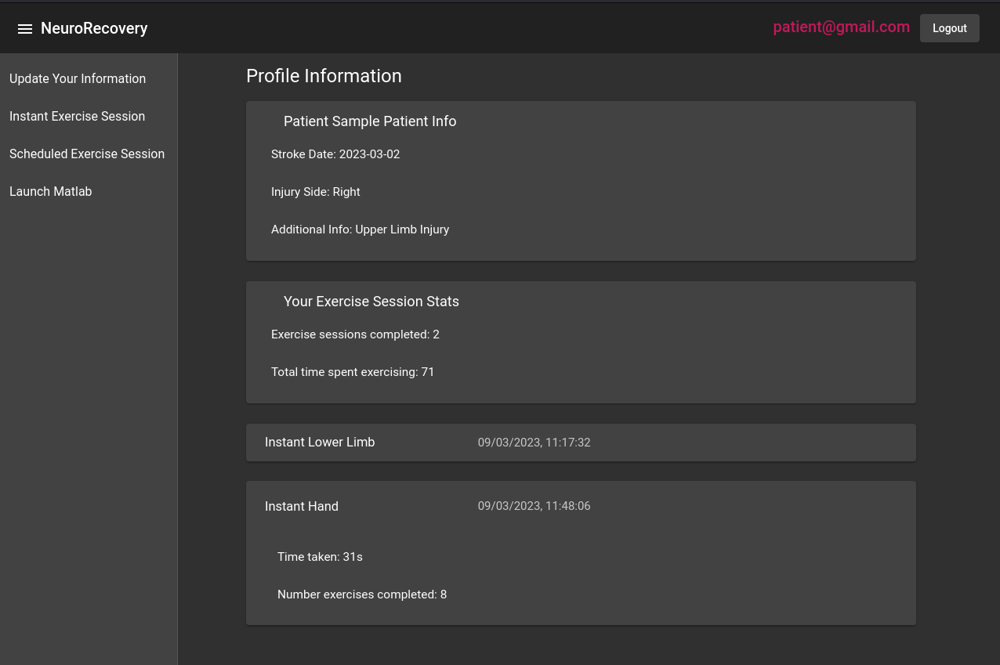 NeuroRecovery
patient@gmail.com
Logout
Update Your Information
Instant Exercise Session
Scheduled Exercise Session
Launch Matlab
Profile Information
Patient Sample Patient Info
Stroke Date: 2023-03-02
Injury Side: Right
Additional Info: Upper Limb Injury
Your Exercise Session Stats
Exercise sessions completed: 2
Total time spent exercising: 71
Instant Lower Limb 09/03/2023, 11:17:32
Instant Hand 09/03/2023, 11:48:06
Time taken: 31s
Number exercises completed: 8